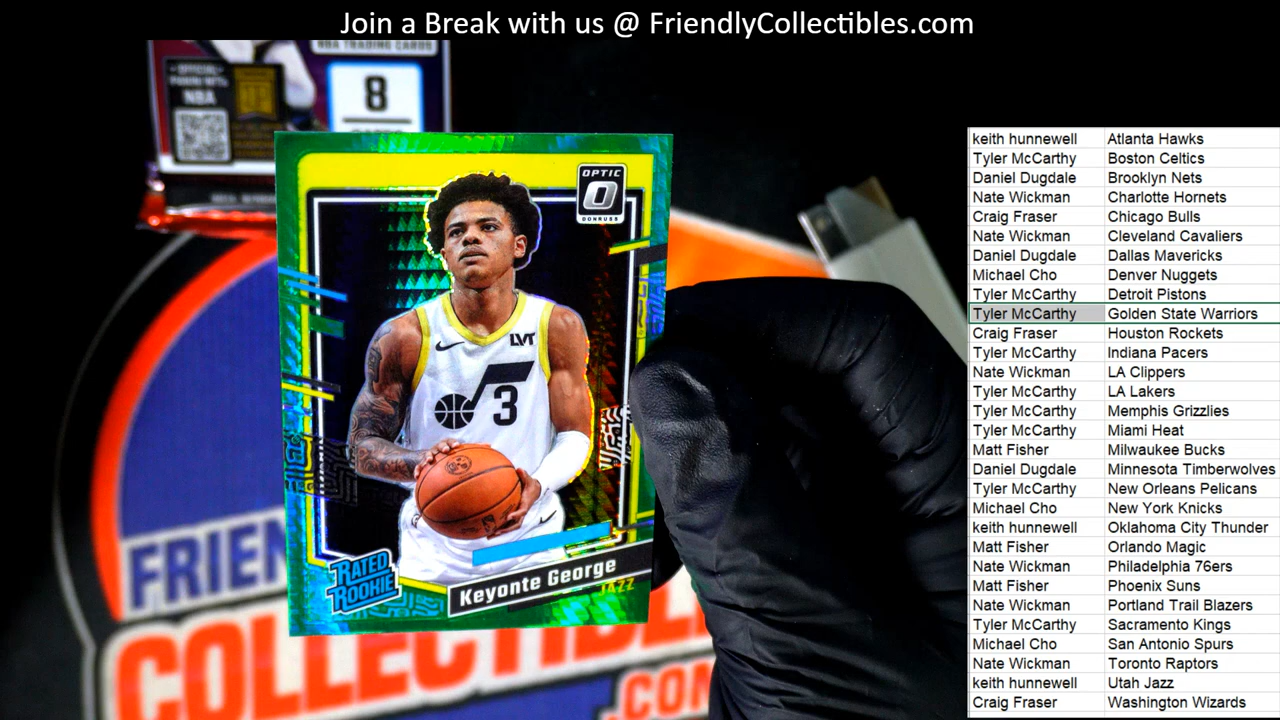 Join a Break with us @ FriendlyCollectibles.com
NBA TRADING CARDS
OFFICIAL
NBA
8
OPTIC
DONRUSS
LVT
3
RATED
ROOKIE
Keyonte George
JAZZ
FRIEN
COLLECTIBLE
.COM
keith hunnewell Atlanta Hawks
Tyler McCarthy Boston Celtics
Daniel Dugdale Brooklyn Nets
Nate Wickman Charlotte Hornets
Craig Fraser Chicago Bulls
Nate Wickman Cleveland Cavaliers
Daniel Dugdale Dallas Mavericks
Michael Cho Denver Nuggets
Tyler McCarthy Detroit Pistons
Tyler McCarthy Golden State Warriors
Craig Fraser Houston Rockets
Tyler McCarthy Indiana Pacers
Nate Wickman LA Clippers
Tyler McCarthy LA Lakers
Tyler McCarthy Memphis Grizzlies
Tyler McCarthy Miami Heat
Matt Fisher Milwaukee Bucks
Daniel Dugdale Minnesota Timberwolves
Tyler McCarthy New Orleans Pelicans
Michael Cho New York Knicks
keith hunnewell Oklahoma City Thunder
Matt Fisher Orlando Magic
Nate Wickman Philadelphia 76ers
Matt Fisher Phoenix Suns
Nate Wickman Portland Trail Blazers
Tyler McCarthy Sacramento Kings
Michael Cho San Antonio Spurs
Nate Wickman Toronto Raptors
keith hunnewell Utah Jazz
Craig Fraser Washington Wizards